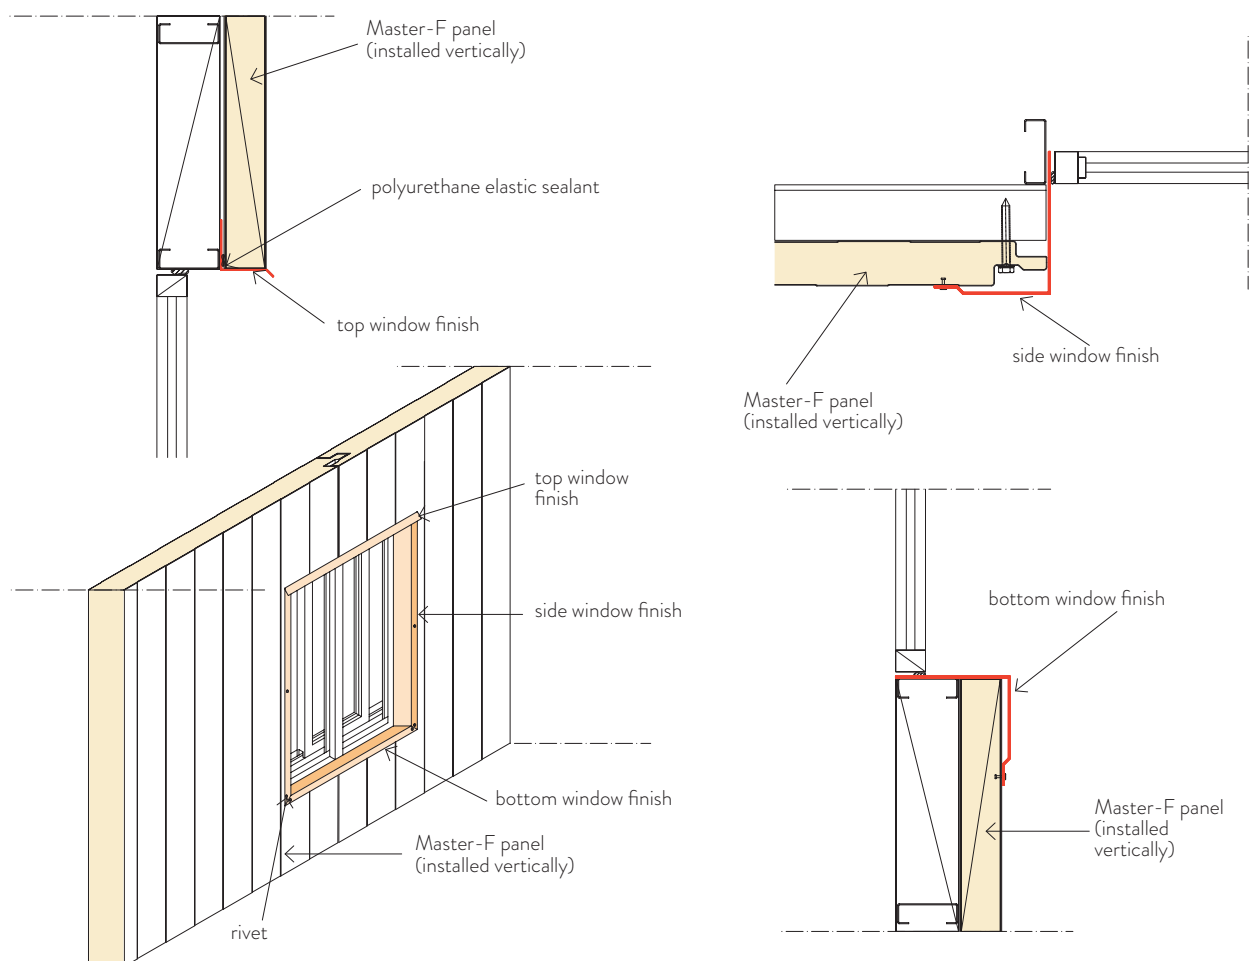 Master-F panel
(installed vertically)
polyurethane elastic sealant
top window finish
side window finish
Master-F panel
(installed vertically)
top window
finish
side window finish
bottom window finish
Master-F panel
(installed vertically)
rivet
bottom window finish
Master-F panel
(installed
vertically)